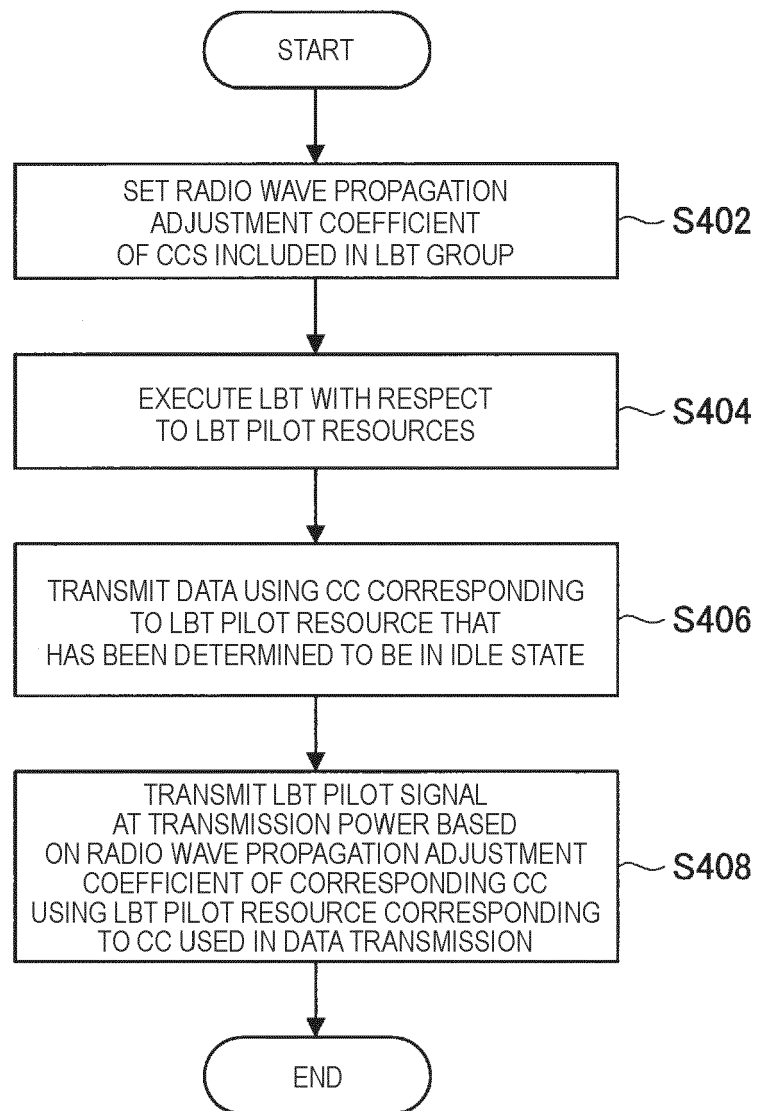 START
SET RADIO WAVE PROPAGATION
ADJUSTMENT COEFFICIENT
OF CCS INCLUDED IN LBT GROUP
S402
EXECUTE LBT WITH RESPECT
TO LBT PILOT RESOURCES
S404
TRANSMIT DATA USING CC CORRESPONDING
TO LBT PILOT RESOURCE THAT
HAS BEEN DETERMINED TO BE IN IDLE STATE
S406
TRANSMIT LBT PILOT SIGNAL
AT TRANSMISSION POWER BASED
ON RADIO WAVE PROPAGATION ADJUSTMENT
COEFFICIENT OF CORRESPONDING CC
USING LBT PILOT RESOURCE CORRESPONDING
TO CC USED IN DATA TRANSMISSION
S408
END